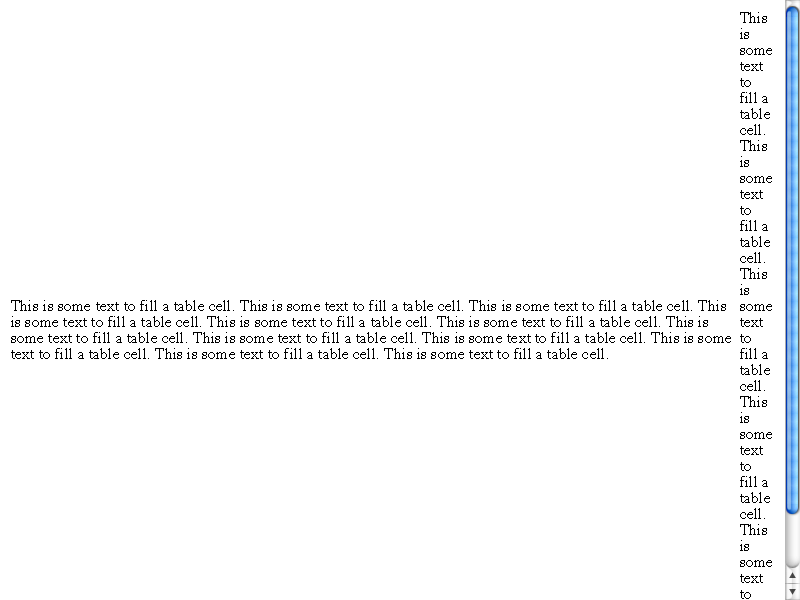 This is some text to fill a table cell. This is some text to fill a table cell. This is some text to fill a table cell. This
is some text to fill a table cell. This is some text to fill a table cell. This is some text to fill a table cell. This is
some text to fill a table cell. This is some text to fill a table cell. This is some text to fill a table cell. This is some
text to fill a table cell. This is some text to fill a table cell. This is some text to fill a table cell.
This
is
some
text
to
fill a
table
cell.
This
is
some
text
to
fill a
table
cell.
This
is
some
text
to
fill a
table
cell.
This
is
some
text
to
fill a
table
cell.
This
is
some
text
to